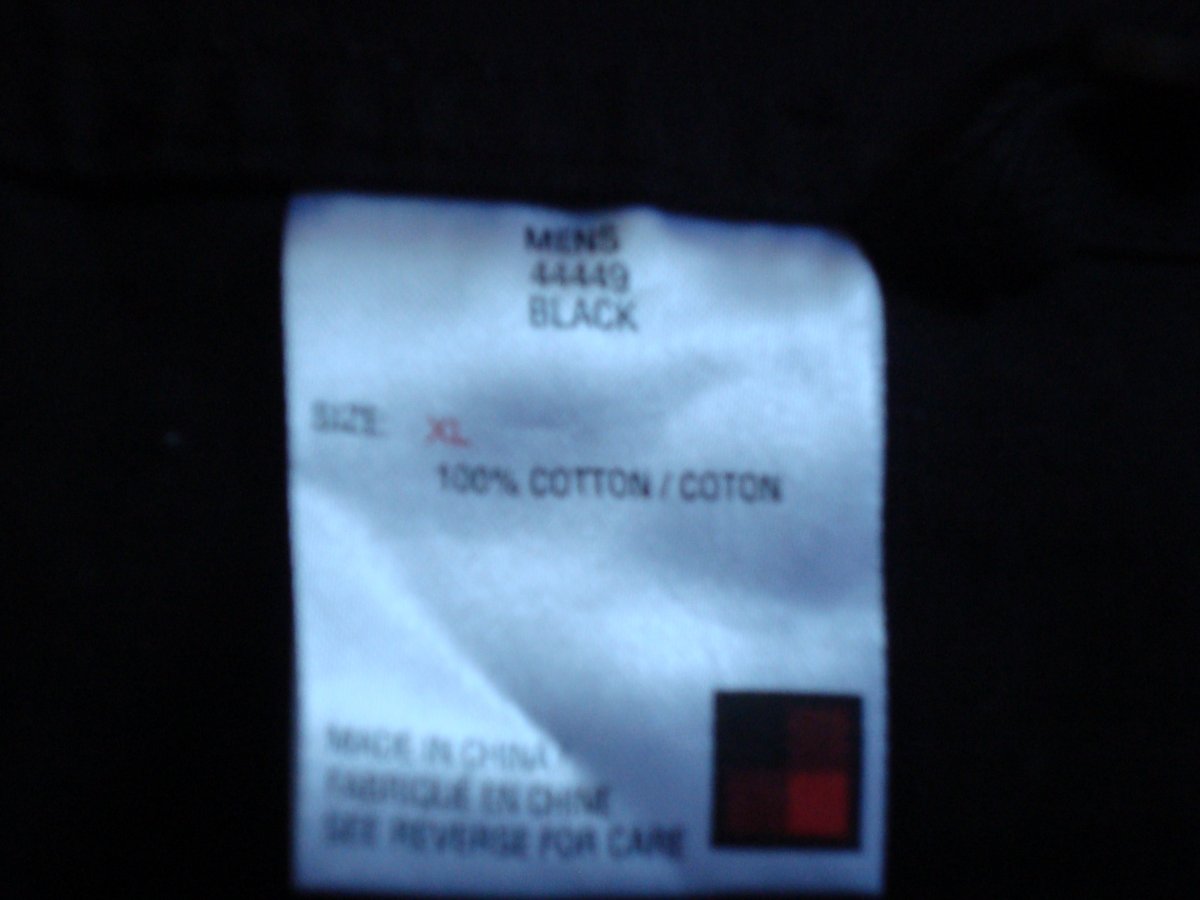 MENS
44449
BLACK
SIZE: XL
100% COTTON / COTON
MADE IN CHINA
FABRIQUÉ EN CHINE
SEE REVERSE FOR CARE